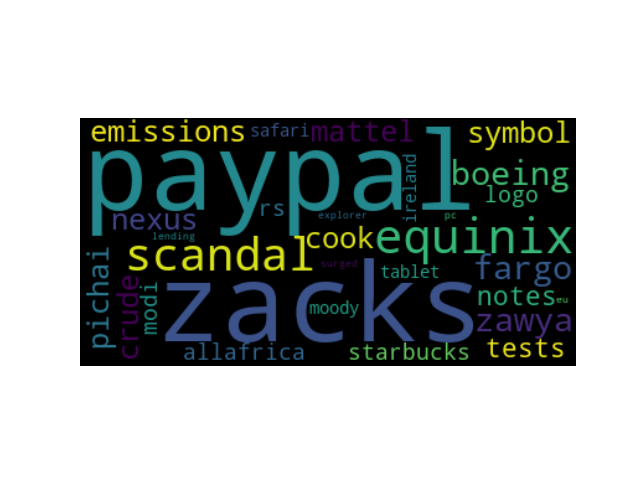 emissions safari mattel symbol
paypal
boeing
ireland
logo
rs
nexus
explorer
pc
lending
cook equinix
scandal
surged
tablet
fargo
pichai
crude
modi
zacks
moody
notes eu
zawya
allafrica starbucks tests